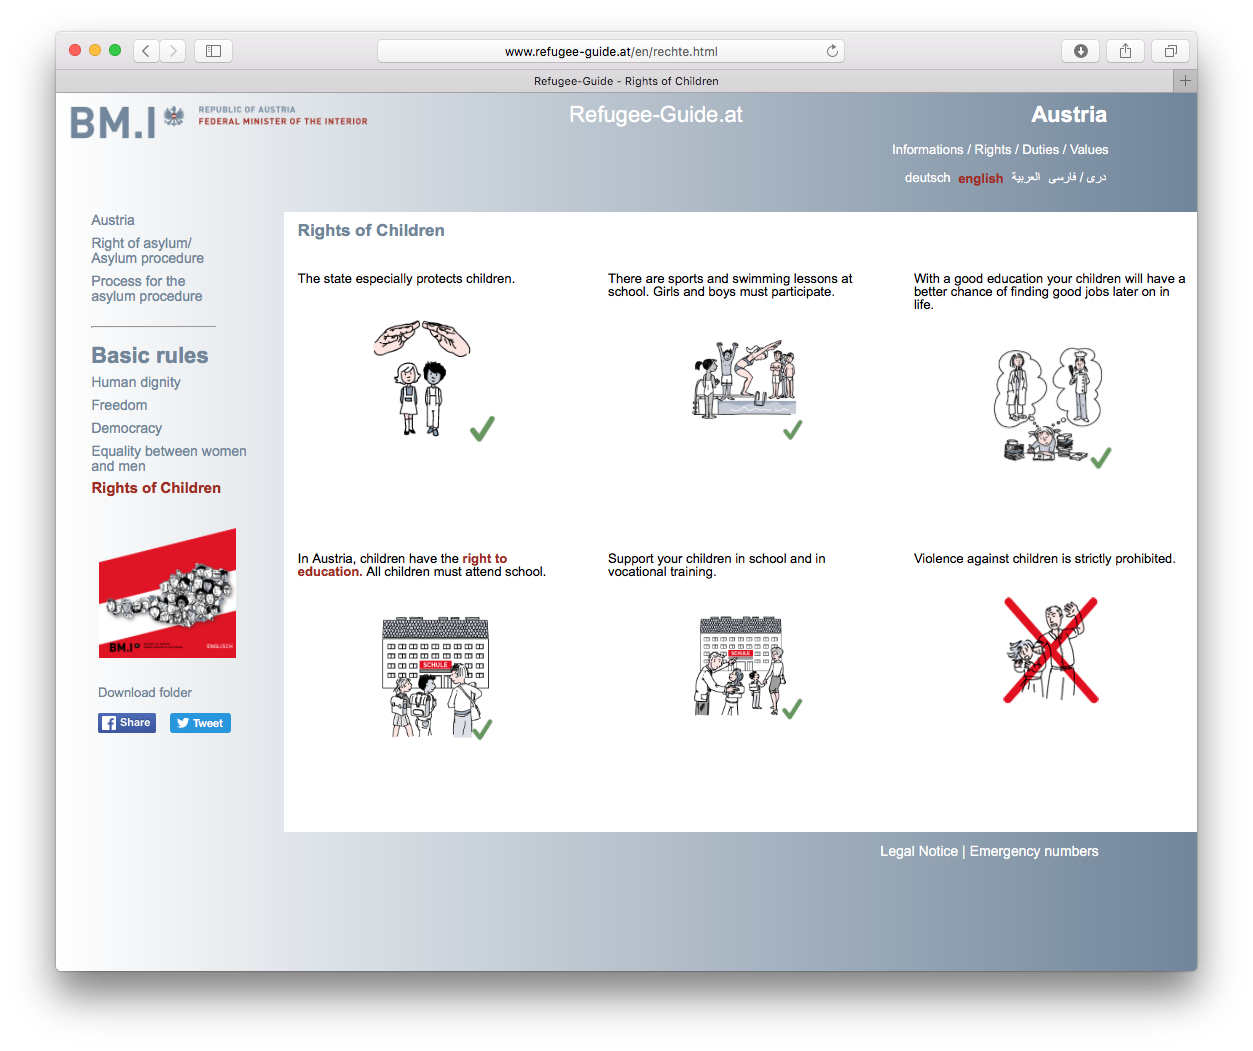 www.refugee-guide.at/en/rechte.html
Refugee-Guide - Rights of Children
BM.I
REPUBLIC OF AUSTRIA
FEDERAL MINISTER OF THE INTERIOR
Refugee-Guide.at
Austria
Informations / Rights / Duties / Values
deutsch english العربية دری / فارسی
Austria
Right of asylum/
Asylum procedure
Process for the
asylum procedure
Basic rules
Human dignity
Freedom
Democracy
Equality between women
and men
Rights of Children
BM.I
ENGLISCH
Download folder
Share
Tweet
Rights of Children
The state especially protects children.
There are sports and swimming lessons at
school. Girls and boys must participate.
With a good education your children will have a
better chance of finding good jobs later on in
life.
In Austria, children have the right to
education. All children must attend school.
SCHULE
Support your children in school and in
vocational training.
SCHULE
Violence against children is strictly prohibited.
Legal Notice | Emergency numbers